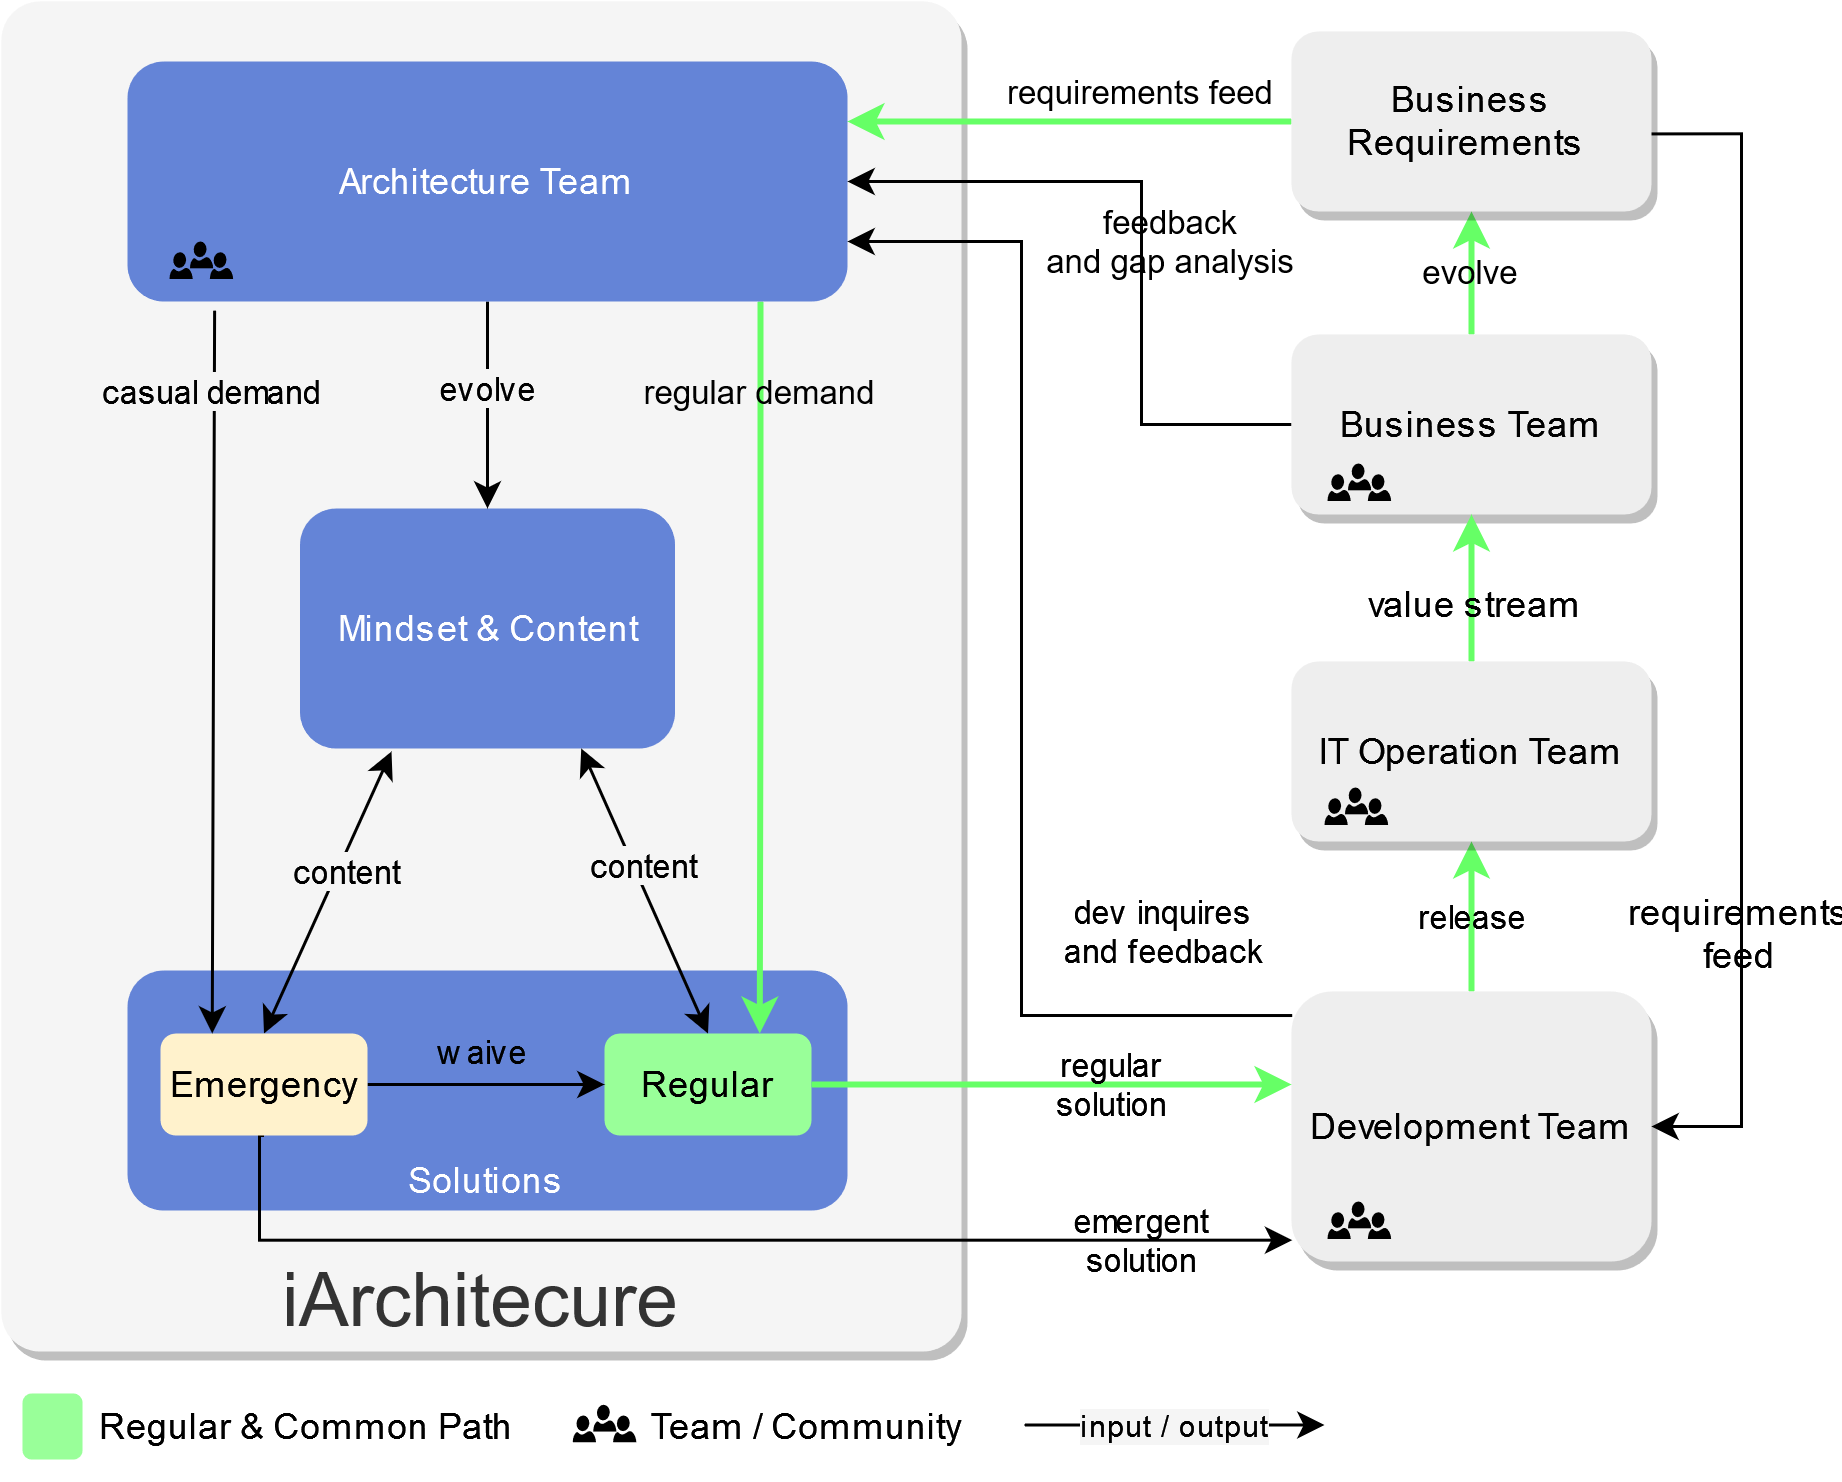 requirements feed
Business
Requirements
Architecture Team
feedback
and gap analysis
evolve
casual demand
evolve
regular demand
Business Team
value stream
Mindset & Content
IT Operation Team
content
content
dev inquires
and feedback
release
requirements
feed
waive
Emergency
Regular
regular
solution
Development Team
Solutions
emergent
solution
iArchitecure
Regular & Common Path
Team / Community
input / output